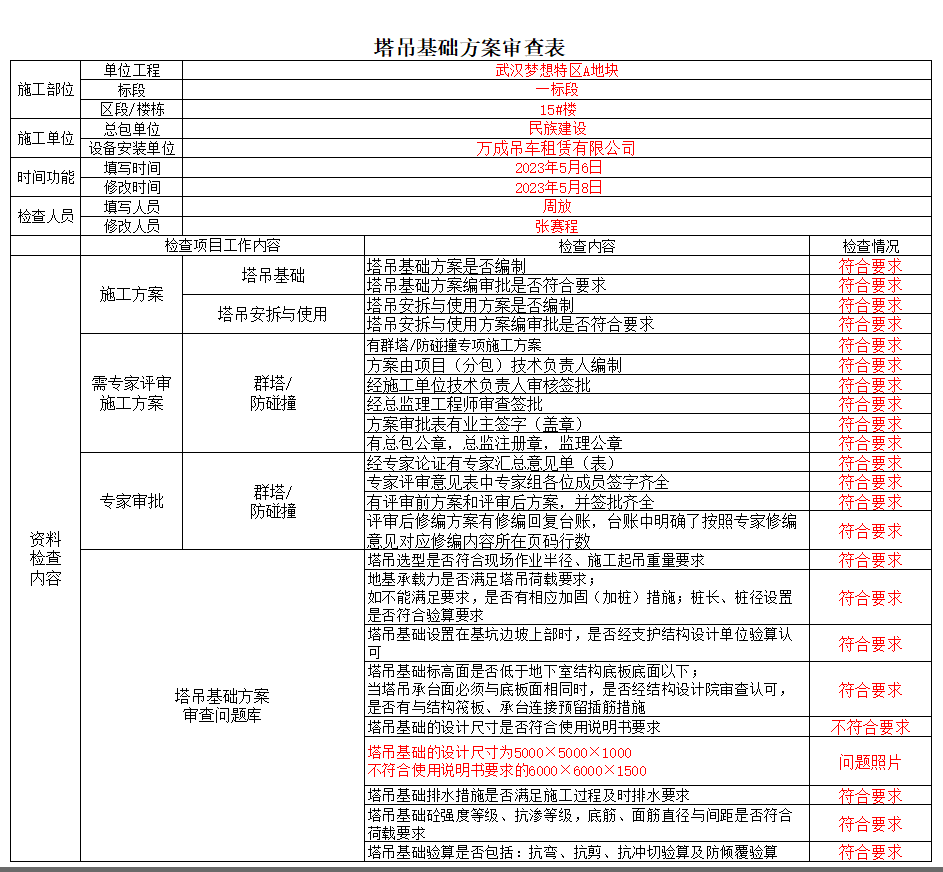 塔吊基础方案审查表
施工部位
单位工程
武汉梦想特区A地块
标段
一标段
区段/楼栋
15#楼
施工单位
总包单位
民族建设
设备安装单位
万成吊车租赁有限公司
时间功能
填写时间
2023年5月6日
修改时间
2023年5月8日
检查人员
填写人员
周放
修改人员
张赛程
检查项目工作内容
检查内容
检查情况
资料
检查
内容
施工方案
塔吊基础
塔吊基础方案是否编制
符合要求
塔吊基础方案编审批是否符合要求
符合要求
塔吊安拆与使用
塔吊安拆与使用方案是否编制
符合要求
塔吊安拆与使用方案编审批是否符合要求
符合要求
需专家评审
施工方案
群塔/
防碰撞
有群塔/防碰撞专项施工方案
符合要求
方案由项目（分包）技术负责人编制
符合要求
经施工单位技术负责人审核签批
符合要求
经总监理工程师审查签批
符合要求
方案审批表有业主签字（盖章）
符合要求
有总包公章，总监注册章，监理公章
符合要求
专家审批
群塔/
防碰撞
经专家论证有专家汇总意见单（表）
符合要求
专家评审意见表中专家组各位成员签字齐全
符合要求
有评审前方案和评审后方案，并签批齐全
符合要求
评审后修编方案有修编回复台账，台账中明确了按照专家修编
意见对应修编内容所在页码行数
符合要求
塔吊基础方案
审查问题库
塔吊选型是否符合现场作业半径、施工起吊重量要求
符合要求
地基承载力是否满足塔吊荷载要求；
如不能满足要求，是否有相应加固（加桩）措施；桩长、桩径设置
是否符合验算要求
符合要求
塔吊基础设置在基坑边坡上部时，是否经支护结构设计单位验算认
可
符合要求
塔吊基础标高面是否低于地下室结构底板底面以下；
当塔吊承台面必须与底板面相同时，是否经结构设计院审查认可，
是否有与结构筏板、承台连接预留插筋措施
符合要求
塔吊基础的设计尺寸是否符合使用说明书要求
不符合要求
塔吊基础的设计尺寸为5000×5000×1000
不符合使用说明书要求的6000×6000×1500
问题照片
塔吊基础排水措施是否满足施工过程及时排水要求
符合要求
塔吊基础砼强度等级、抗渗等级，底筋、面筋直径与间距是否符合
荷载要求
符合要求
塔吊基础验算是否包括：抗弯、抗剪、抗冲切验算及防倾覆验算
符合要求